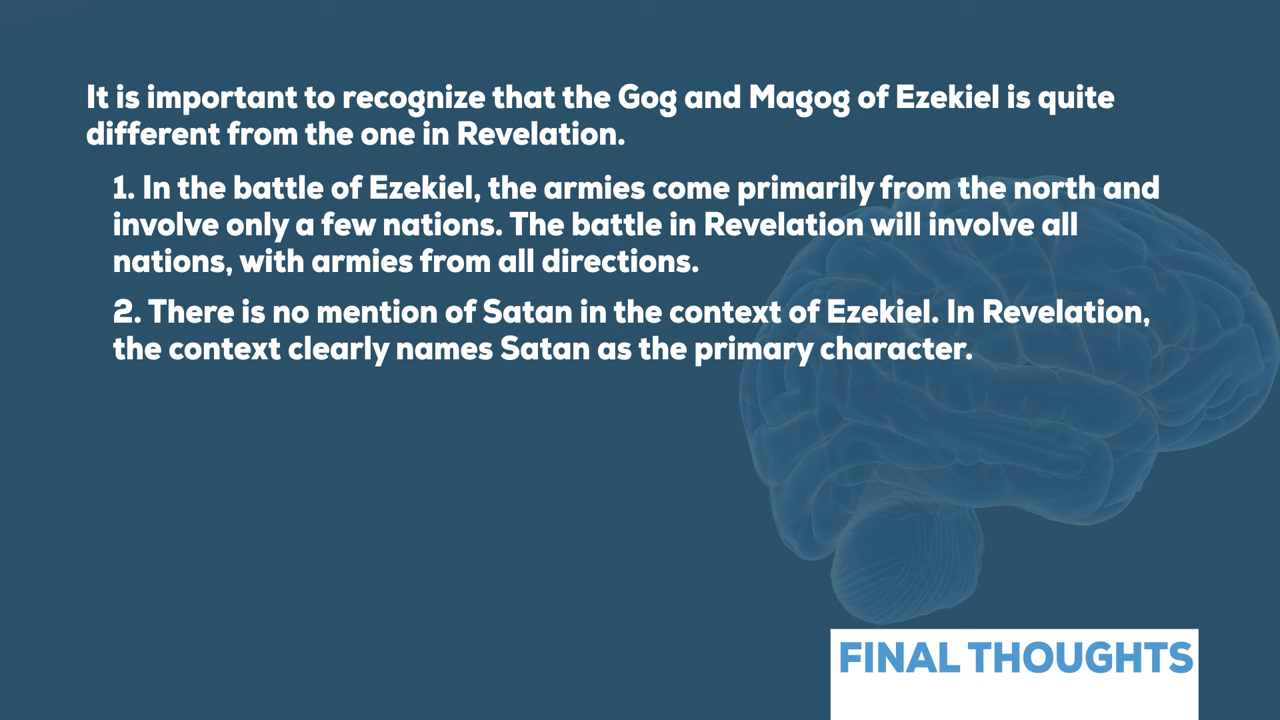 It is important to recognize that the Gog and Magog of Ezekiel is quite
different from the one in Revelation.
1. In the battle of Ezekiel, the armies come primarily from the north and
involve only a few nations. The battle in Revelation will involve all
nations, with armies from all directions.
2. There is no mention of Satan in the context of Ezekiel. In Revelation,
the context clearly names Satan as the primary character.
FINAL THOUGHTS